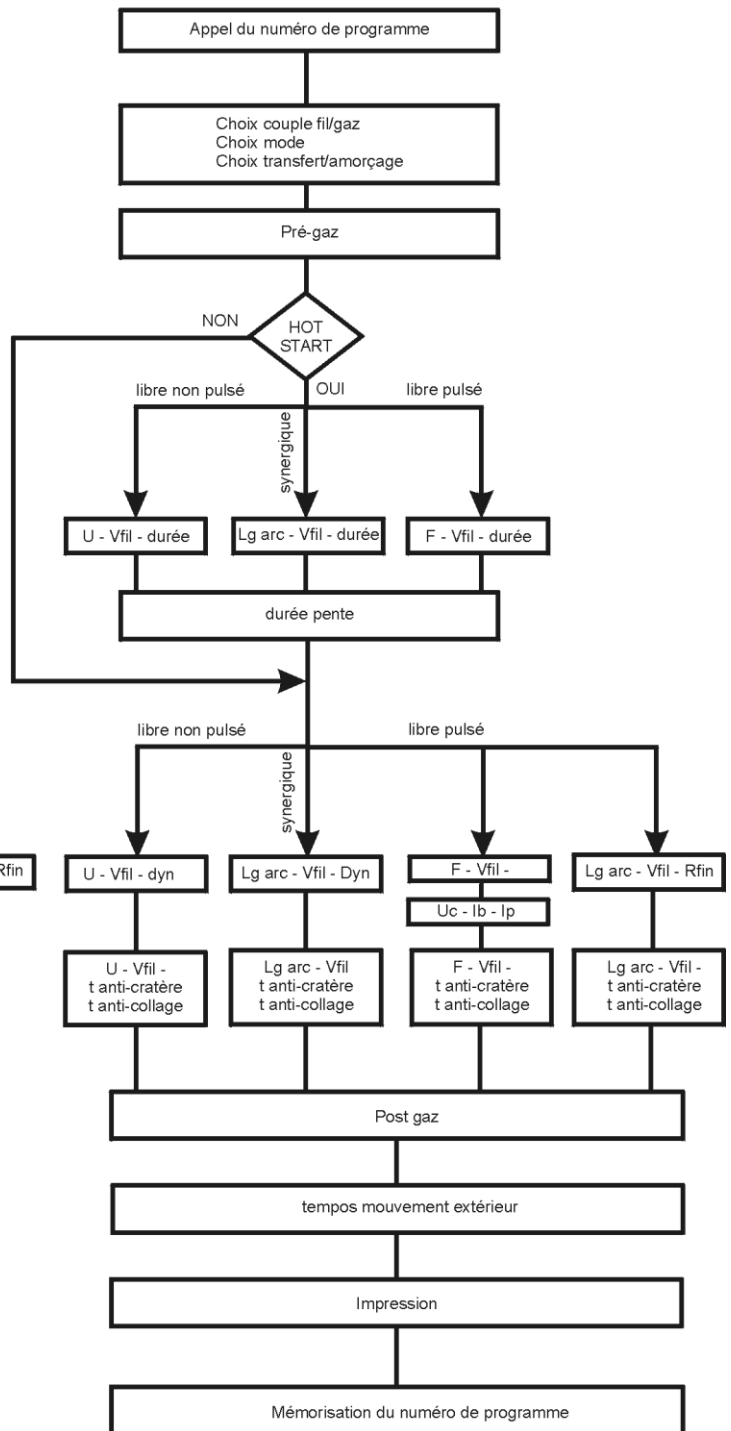 Appel du numéro de programme
Choix couple fil/gaz
Choix mode
Choix transfert/amorçage
Pré-gaz
NON
HOT
START
OUI
libre non pulsé
synergique
libre pulsé
U - Vfil - durée
Lg arc - Vfil - durée
F - Vfil - durée
durée pente
libre non pulsé
synergique
libre pulsé
Rfin
U - Vfil - dyn
Lg arc - Vfil - Dyn
F - Vfil -
Uc - Ib - Ip
Lg arc - Vfil - Rfin
U - Vfil -
t anti-cratère
t anti-collage
Lg arc - Vfil
t anti-cratère
t anti-collage
F - Vfil -
t anti-cratère
t anti-collage
Lg arc - Vfil -
t anti-cratère
t anti-collage
Post gaz
tempos mouvement extérieur
Impression
Mémorisation du numéro de programme